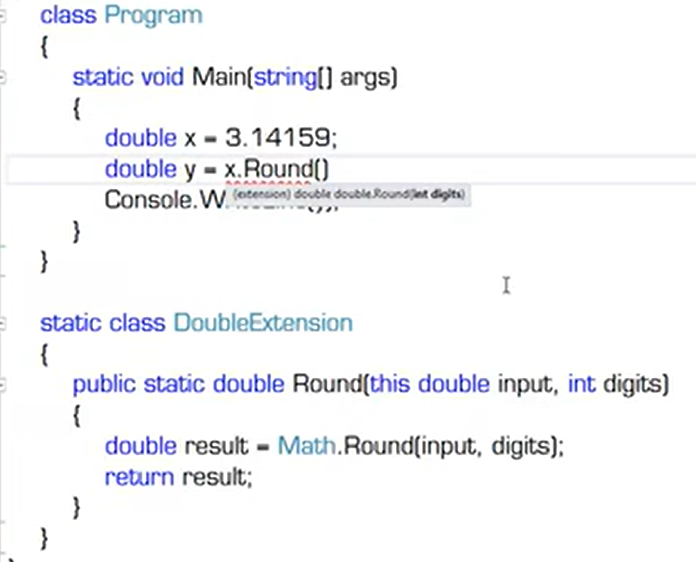 class Program
{
static void Main(string[] args)
{
double x = 3.14159;
double y = x.Round()
(extension) double double.Round(int digits)
Console.W
}
}
static class DoubleExtension
{
public static double Round(this double input, int digits)
{
double result = Math.Round(input, digits);
return result;
}
}